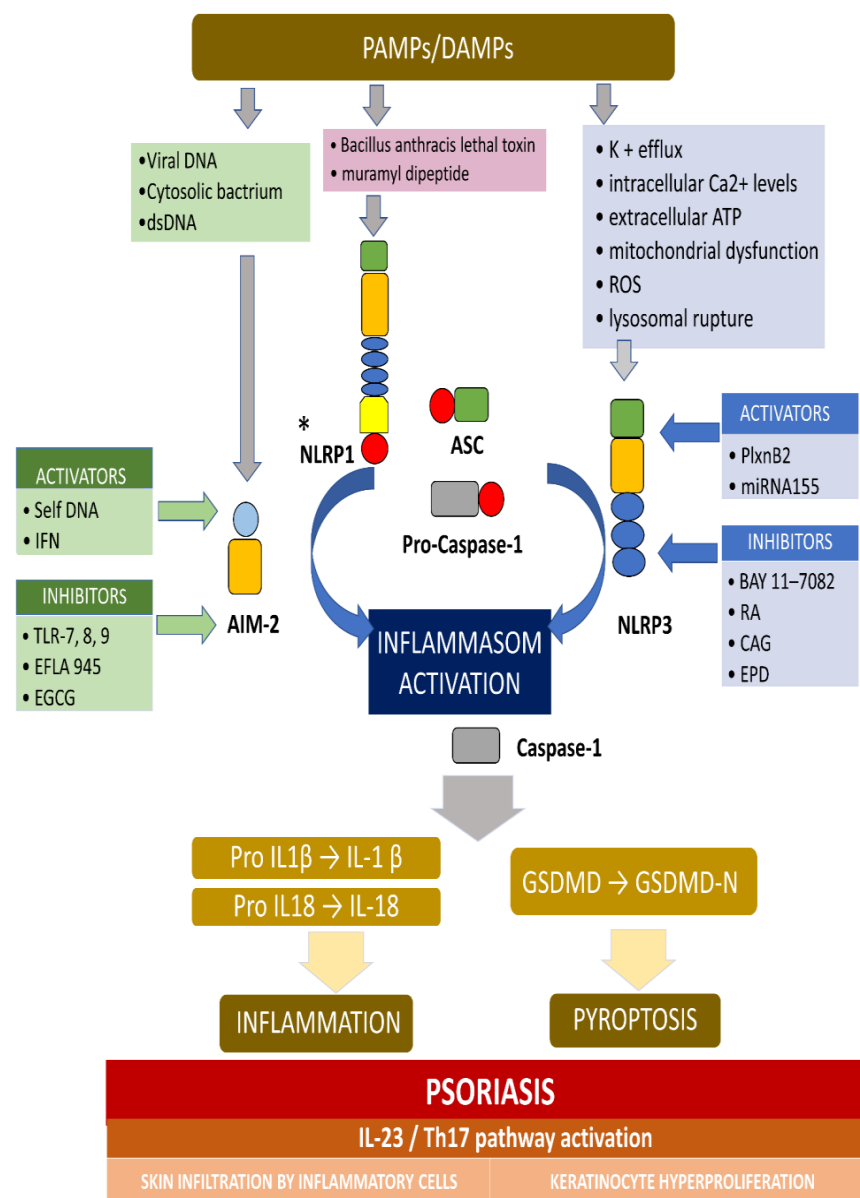 PAMPs/DAMPs
•Viral DNA
•Cytosolic bactrium
•dsDNA
• Bacillus anthracis lethal toxin
• muramyl dipeptide
• K + efflux
• intracellular Ca2+ levels
• extracellular ATP
• mitochondrial dysfunction
• ROS
• lysosomal rupture
*
NLRP1
ASC
Pro-Caspase-1
ACTIVATORS
• PlxnB2
• miRNA155
ACTIVATORS
• Self DNA
• IFN
INHIBITORS
• TLR-7, 8, 9
• EFLA 945
• EGCG
AIM-2
INHIBITORS
• BAY 11–7082
• RA
• CAG
• EPD
NLRP3
INFLAMMASOM
ACTIVATION
Caspase-1
Pro IL1β → IL-1 β
Pro IL18 → IL-18
GSDMD → GSDMD-N
INFLAMMATION
PYROPTOSIS
PSORIASIS
IL-23 / Th17 pathway activation
SKIN INFILTRATION BY INFLAMMATORY CELLS
KERATINOCYTE HYPERPROLIFERATION